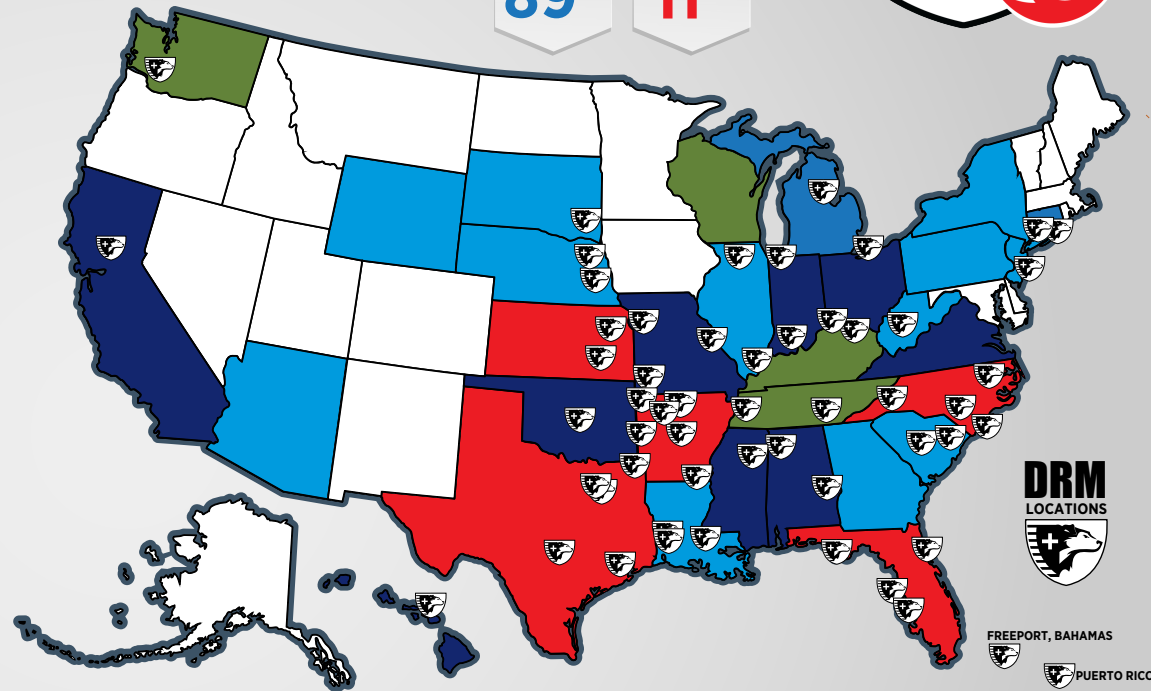 89 11
DRM
LOCATIONS
FREEPORT, BAHAMAS
PUERTO RICO